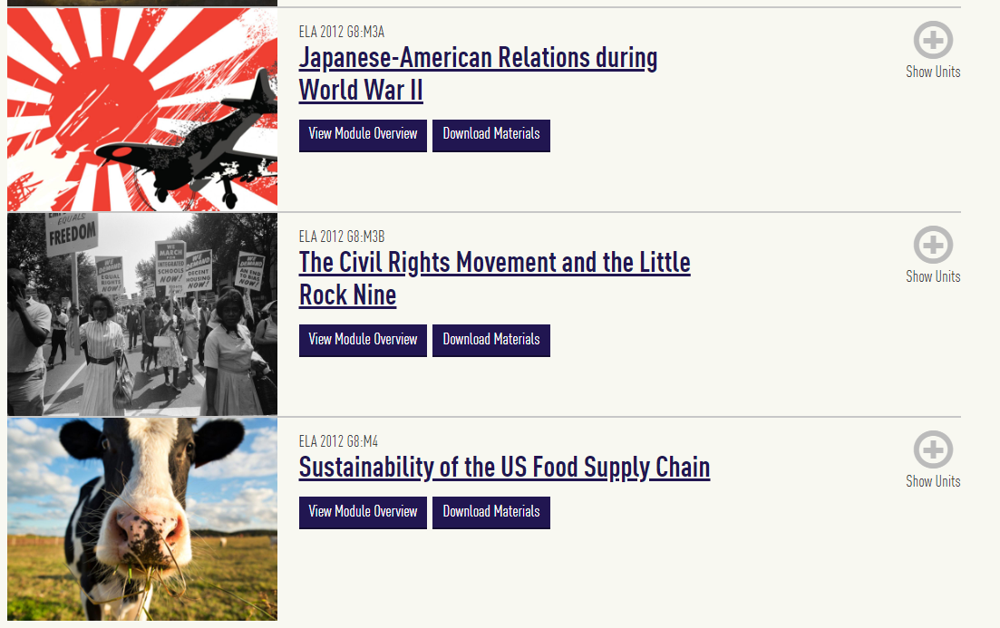 ELA 2012 G8:M3A
Japanese-American Relations during
World War II
View Module Overview
Download Materials
Show Units
EQUALS
FREEDOM
WE
MARCH
FOR
INTEGRATED
SCHOOLS
NOW!
WE
DEMAND
EQUAL
RIGHTS
NOW!
WE
DEMAND
DECENT
HOUSING
NOW!
WE
DEMAND
AN END
TO BIAS
NOW!
ELA 2012 G8:M3B
The Civil Rights Movement and the Little
Rock Nine
View Module Overview
Download Materials
Show Units
ELA 2012 G8:M4
Sustainability of the US Food Supply Chain
View Module Overview
Download Materials
Show Units